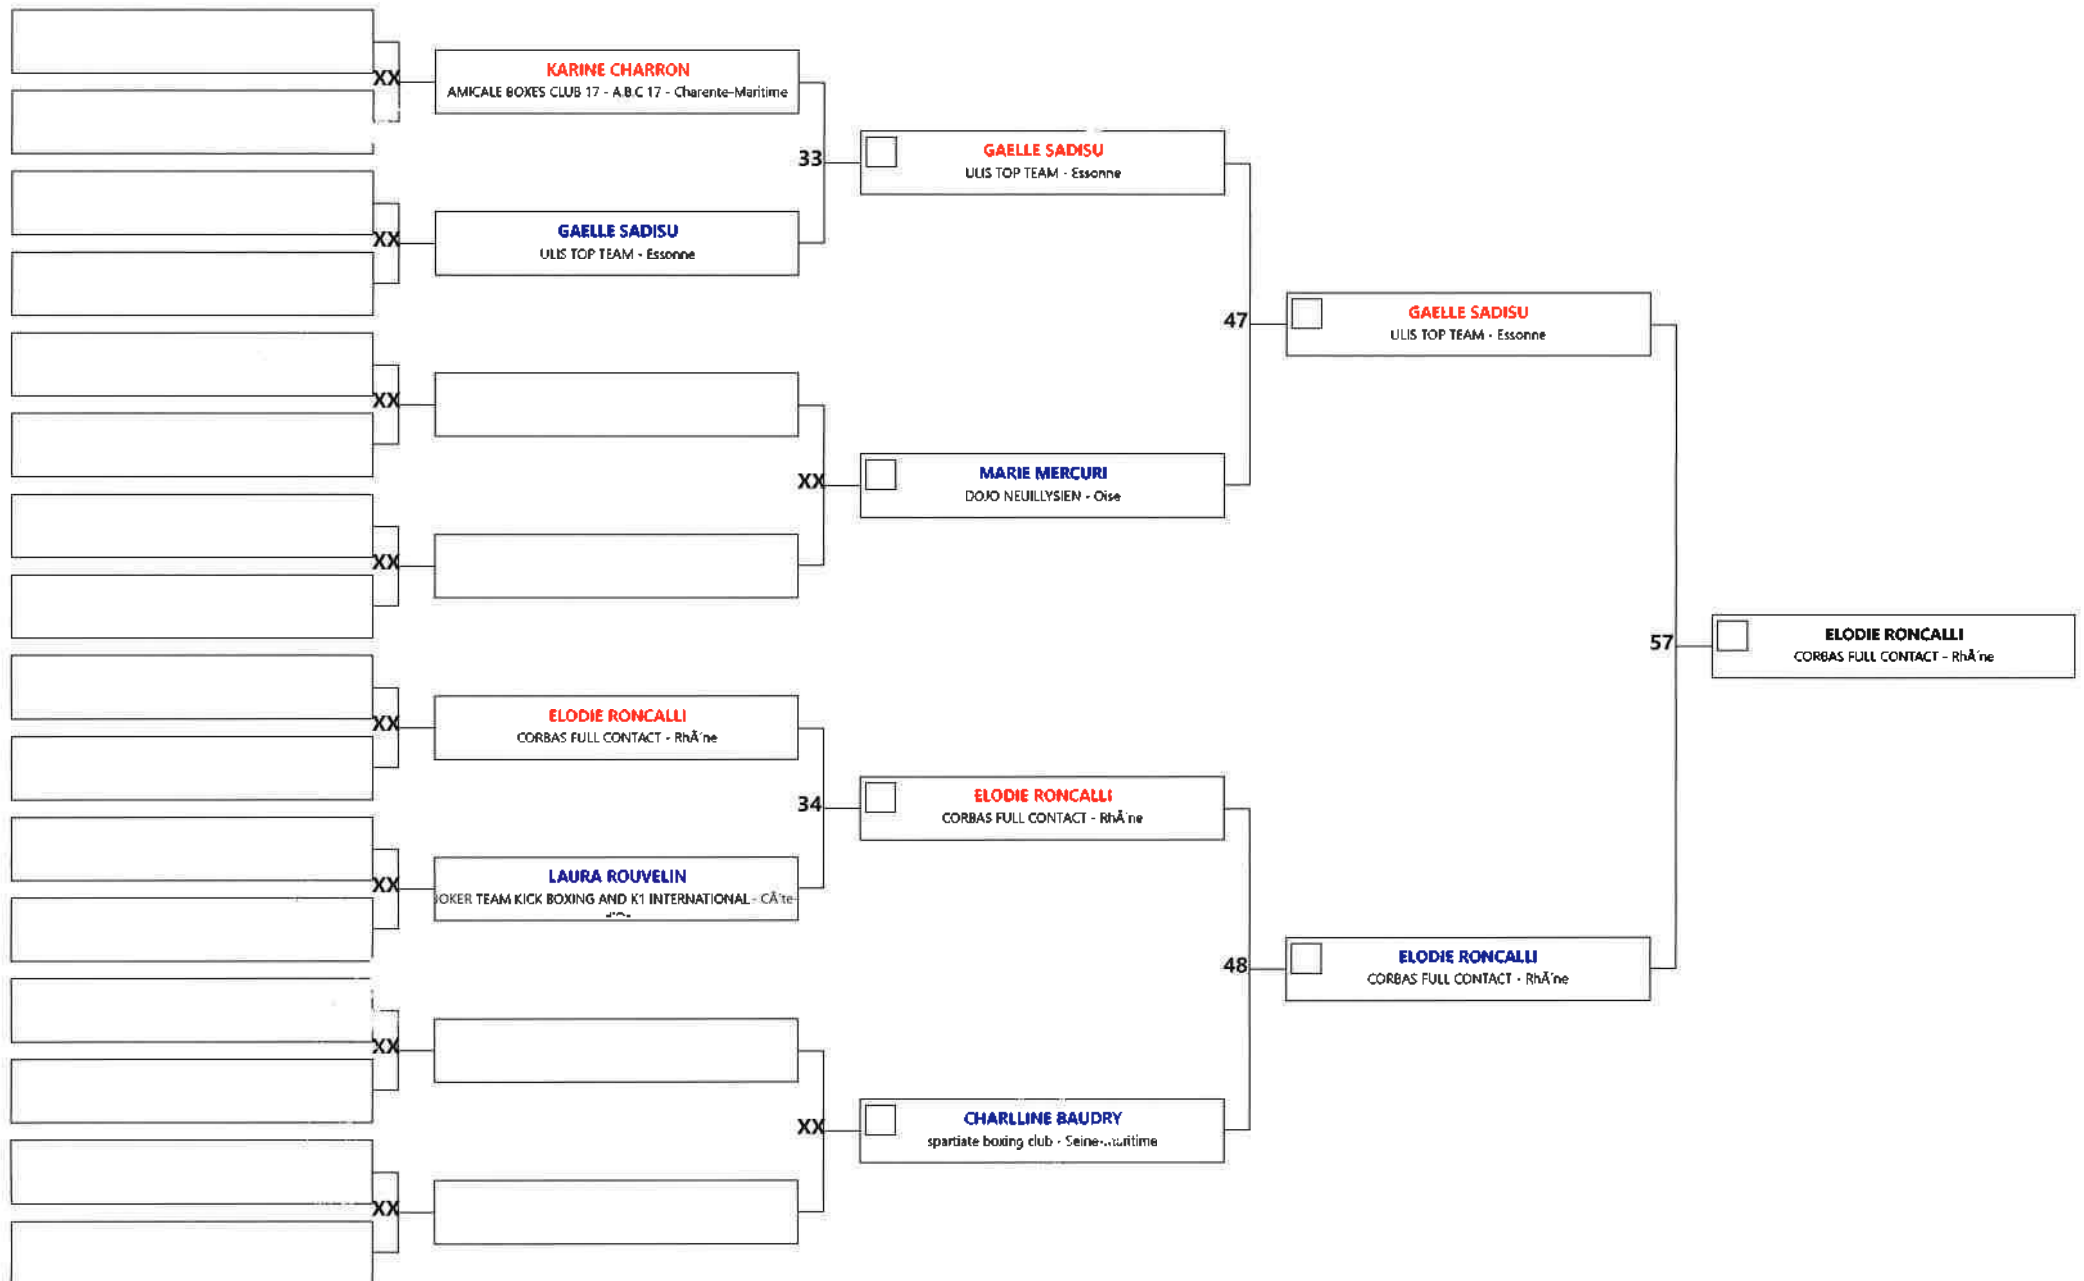 XX
KARINE CHARRON
AMICALE BOXES CLUB 17 - A.B.C 17 - Charente-Maritime
33
GAELLE SADISU
ULIS TOP TEAM - Essonne
XX
GAELLE SADISU
ULIS TOP TEAM - Essonne
47
GAELLE SADISU
ULIS TOP TEAM - Essonne
XX
XX
MARIE MERCURI
DOJO NEUILLYSIEN - Oise
XX
57
ELODIE RONCALLI
CORBAS FULL CONTACT - RhÃ´ne
XX
ELODIE RONCALLI
CORBAS FULL CONTACT - RhÃ´ne
34
ELODIE RONCALLI
CORBAS FULL CONTACT - RhÃ´ne
XX
LAURA ROUVELIN
OKER TEAM KICK BOXING AND K1 INTERNATIONAL - CÃ´te-
48
ELODIE RONCALLI
CORBAS FULL CONTACT - RhÃ´ne
XX
XX
CHARLLINE BAUDRY
spartiate boxing club -
XX